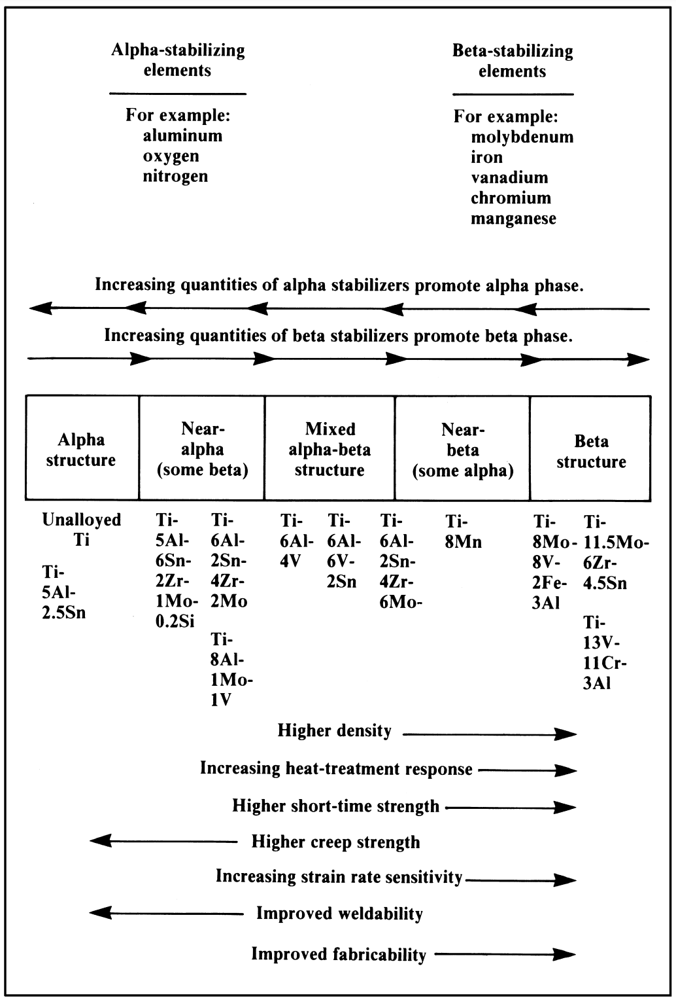 Alpha-stabilizing
elements
For example:
aluminum
oxygen
nitrogen
Beta-stabilizing
elements
For example:
molybdenum
iron
vanadium
chromium
manganese
Increasing quantities of alpha stabilizers promote alpha phase.
Increasing quantities of beta stabilizers promote beta phase.
Alpha
structure
Near-
alpha
(some beta)
Mixed
alpha-beta
structure
Near-
beta
(some alpha)
Beta
structure
Unalloyed
Ti
Ti-
5Al-
2.5Sn
Ti-
5Al-
6Sn-
2Zr-
1Mo-
0.2Si
Ti-
6Al-
2Sn-
4Zr-
2Mo
Ti-
8Al-
1Mo-
1V
Ti-
6Al-
4V
Ti-
6Al-
6V-
2Sn
Ti-
6Al-
2Sn-
4Zr-
6Mo-
Ti-
8Mn
Ti-
8Mo-
8V-
2Fe-
3Al
Ti-
11.5Mo-
6Zr-
4.5Sn
Ti-
13V-
11Cr-
3Al
Higher density
Increasing heat-treatment response
Higher short-time strength
Higher creep strength
Increasing strain rate sensitivity
Improved weldability
Improved fabricability